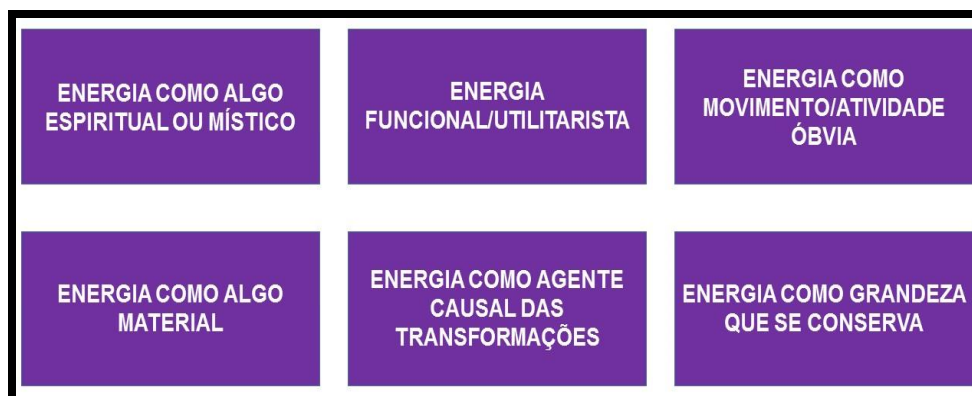 ENERGIA COMO ALGO
ESPIRITUAL OU MÍSTICO
ENERGIA
FUNCIONAL/UTILITARISTA
ENERGIA COMO
MOVIMENTO/ATIVIDADE
ÓBVIA
ENERGIA COMO ALGO
MATERIAL
ENERGIA COMO AGENTE
CAUSAL DAS
TRANSFORMAÇÕES
ENERGIA COMO GRANDEZA
QUE SE CONSERVA